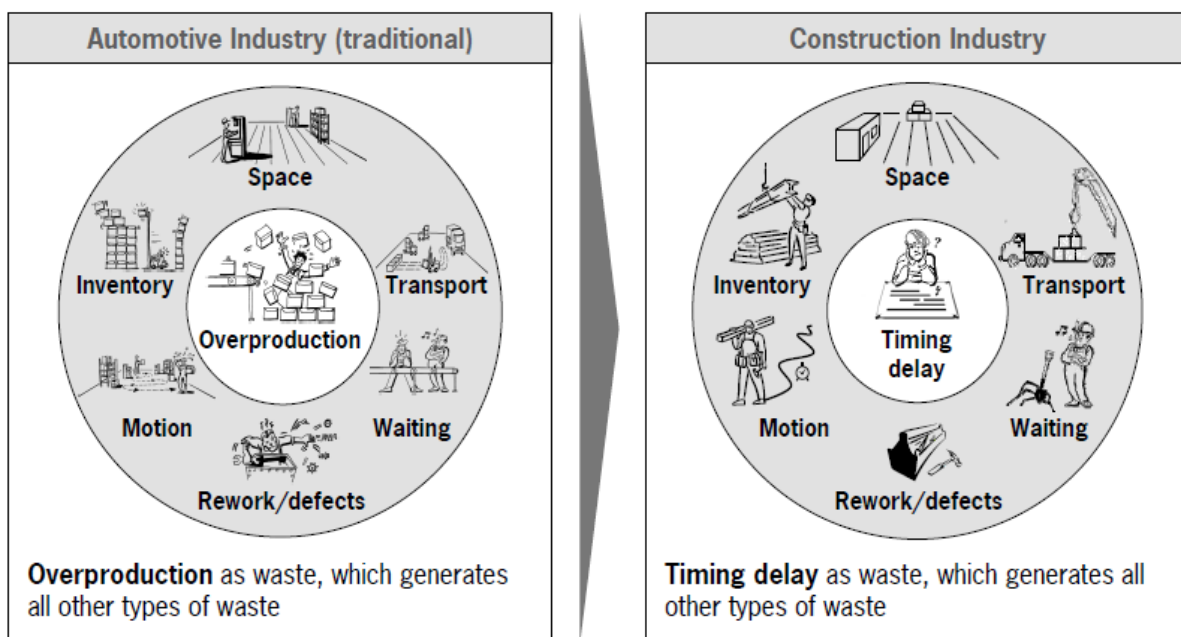 Automotive Industry (traditional)
Space
Inventory
Transport
Overproduction
Motion
Waiting
Rework/defects
Overproduction as waste, which generates
all other types of waste
Construction Industry
Space
Inventory
Transport
Timing
delay
Motion
Waiting
Rework/defects
Timing delay as waste, which generates all
other types of waste